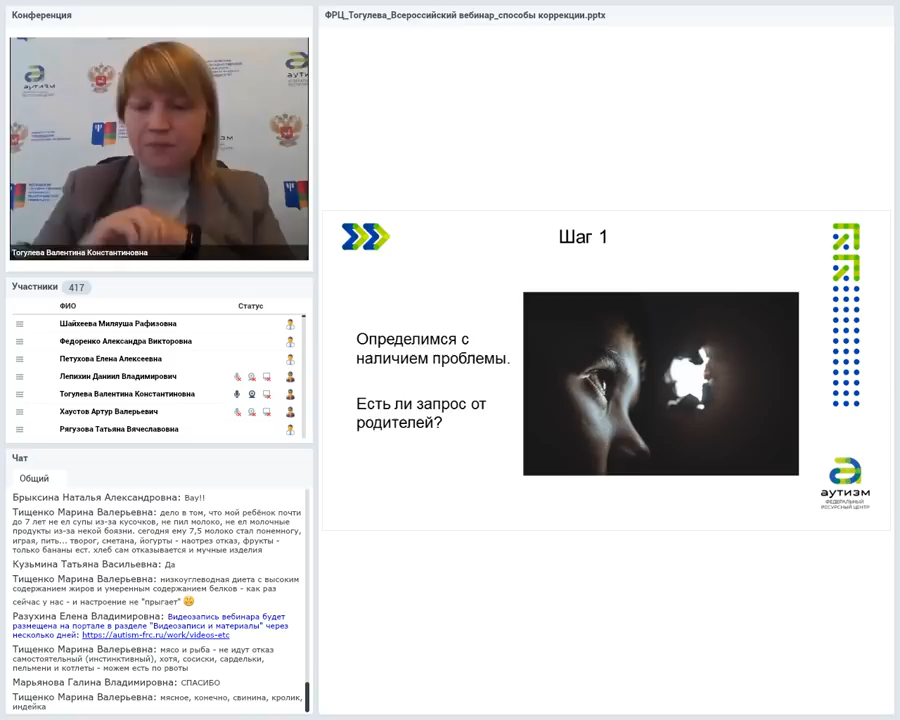 Конференция
Тогулева Валентина Константиновна
Участники 417
ФИО Статус
Шайхеева Миляуша Рафизовна
Федоренко Александра Викторовна
Петухова Елена Алексеевна
Лепихин Даниил Владимирович
Тогулева Валентина Константиновна
Хаустов Артур Валерьевич
Рягузова Татьяна Вячеславовна
Чат
Общий
Брыксина Наталья Александровна: Вау!!
Тищенко Марина Валерьевна: дело в том, что мой ребёнок почти
до 7 лет не ел супы из-за кусочков, не пил молоко, не ел молочные
продукты из-за некой боязни. сегодня ему 7,5 молоко стал понемногу,
играя, пить... творог, сметана, йогурты - наотрез отказ, фрукты -
только бананы ест. хлеб сам отказывается и мучные изделия
Кузьмина Татьяна Васильевна: Да
Тищенко Марина Валерьевна: низкоуглеводная диета с высоким
содержанием жиров и умеренным содержанием белков - как раз
сейчас у нас - и настроение не "прыгает"
Разухина Елена Владимировна: Видеозапись вебинара будет
размещена на портале в разделе "Видеозаписи и материалы" через
несколько дней: https://autism-frc.ru/work/videos-etc
Тищенко Марина Валерьевна: мясо и рыба - не идут отказ
самостоятельный (инстинктивный), хотя, сосиски, сардельки,
пельмени и котлеты - можем есть по рвоты
Марьянова Галина Владимировна: СПАСИБО
Тищенко Марина Валерьевна: мясное, конечно, свинина, кролик,
индейка
ФРЦ_Тогулева_Всероссийский вебинар_способы коррекции.pptx
Шаг 1
Определимся с
наличием проблемы.
Есть ли запрос от
родителей?
аутизм
ФЕДЕРАЛЬНЫЙ
РЕСУРСНЫЙ ЦЕНТР